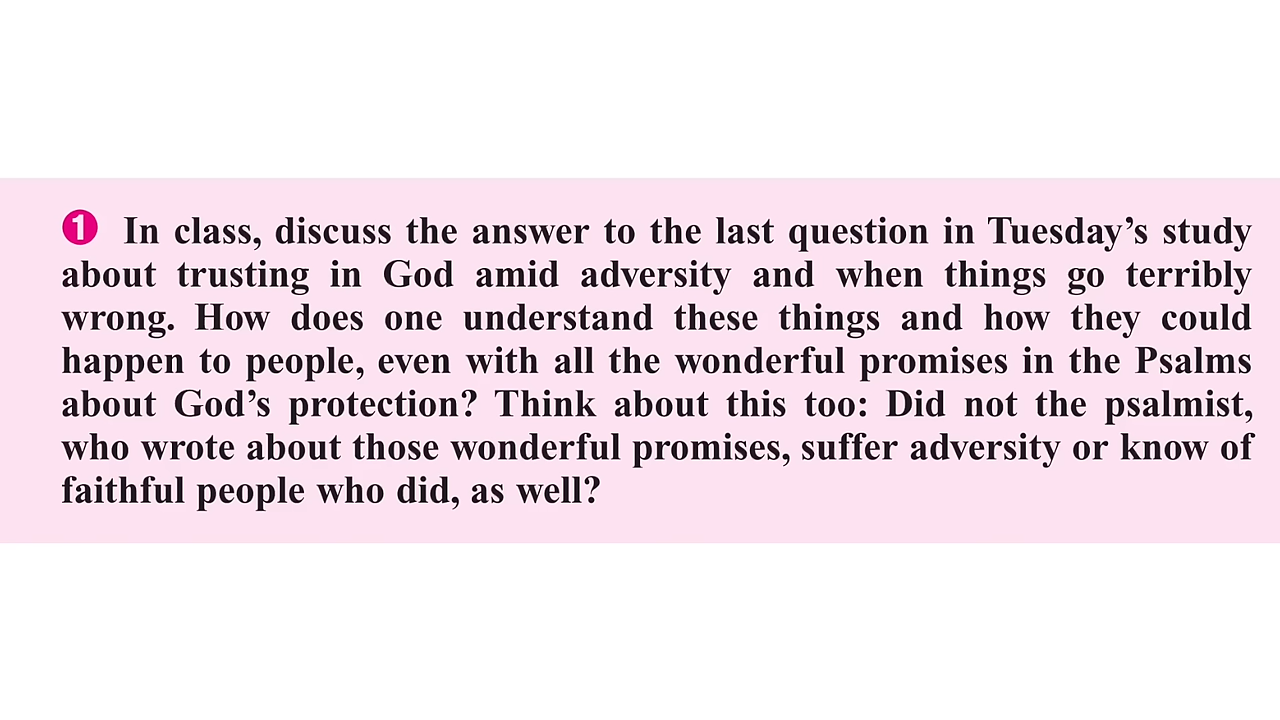 1 In class, discuss the answer to the last question in Tuesday’s study
about trusting in God amid adversity and when things go terribly
wrong. How does one understand these things and how they could
happen to people, even with all the wonderful promises in the Psalms
about God’s protection? Think about this too: Did not the psalmist,
who wrote about those wonderful promises, suffer adversity or know of
faithful people who did, as well?